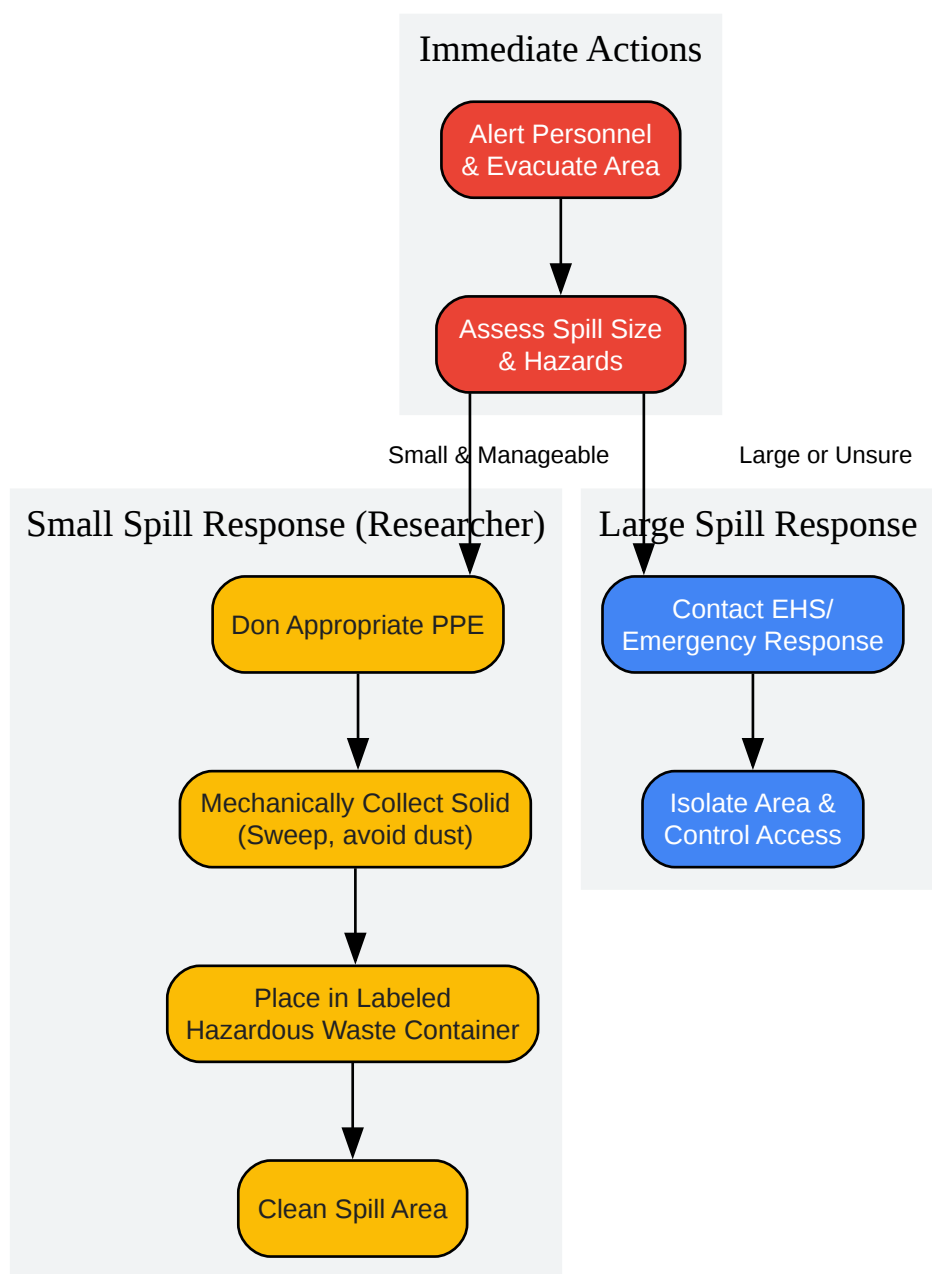 Immediate Actions
Alert Personnel
& Evacuate Area
Assess Spill Size
& Hazards
Small & Manageable
Large or Unsure
Small Spill Response (Researcher)
Don Appropriate PPE
Mechanically Collect Solid
(Sweep, avoid dust)
Place in Labeled
Hazardous Waste Container
Clean Spill Area
Large Spill Response
Contact EHS/
Emergency Response
Isolate Area &
Control Access